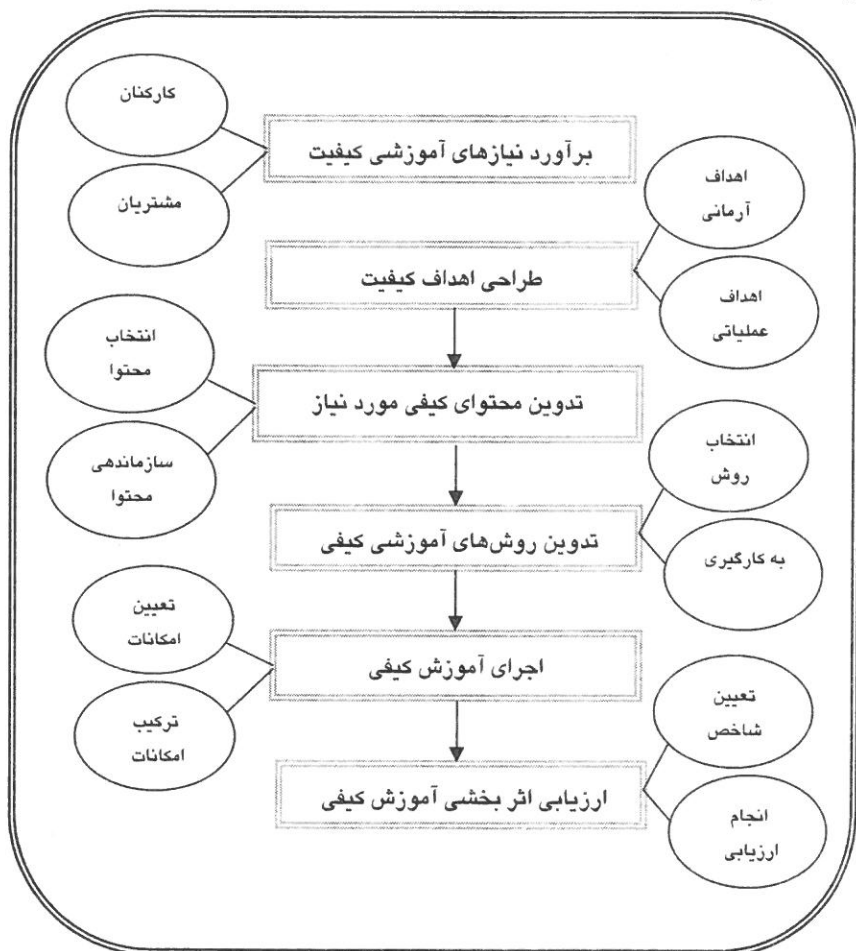 کارکنان
برآورد نیازهای آموزشی کیفیت
مشتریان
اهداف
آرمانی
طراحی اهداف کیفیت
اهداف
عملیاتی
انتخاب
محتوا
تدوین محتوای کیفی مورد نیاز
سازماندهی
محتوا
انتخاب
روش
تدوین روش‌های آموزشی کیفی
به کارگیری
تعیین
امکانات
اجرای آموزش کیفی
ترکیب
امکانات
تعیین
شاخص
ارزیابی اثر بخشی آموزش کیفی
انجام
ارزیابی